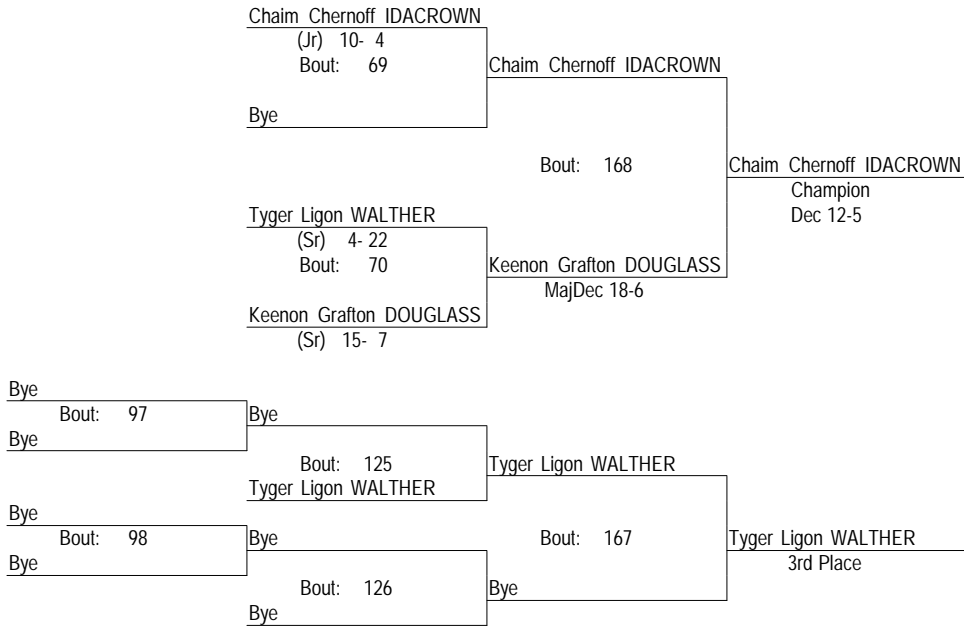 Chaim Chernoff IDACROWN
(Jr) 10- 4
Bout: 69
Chaim Chernoff IDACROWN
Bye
Bout: 168
Chaim Chernoff IDACROWN
Champion
Dec 12-5
Tyger Ligon WALTHER
(Sr) 4- 22
Bout: 70
Keenon Grafton DOUGLASS
MajDec 18-6
Keenon Grafton DOUGLASS
(Sr) 15- 7
Bye
Bout: 97
Bye
Bye
Bout: 125
Tyger Ligon WALTHER
Tyger Ligon WALTHER
Bye
Bout: 98
Bye
Bye
Bout: 167
Tyger Ligon WALTHER
3rd Place
Bout: 126
Bye
Bye